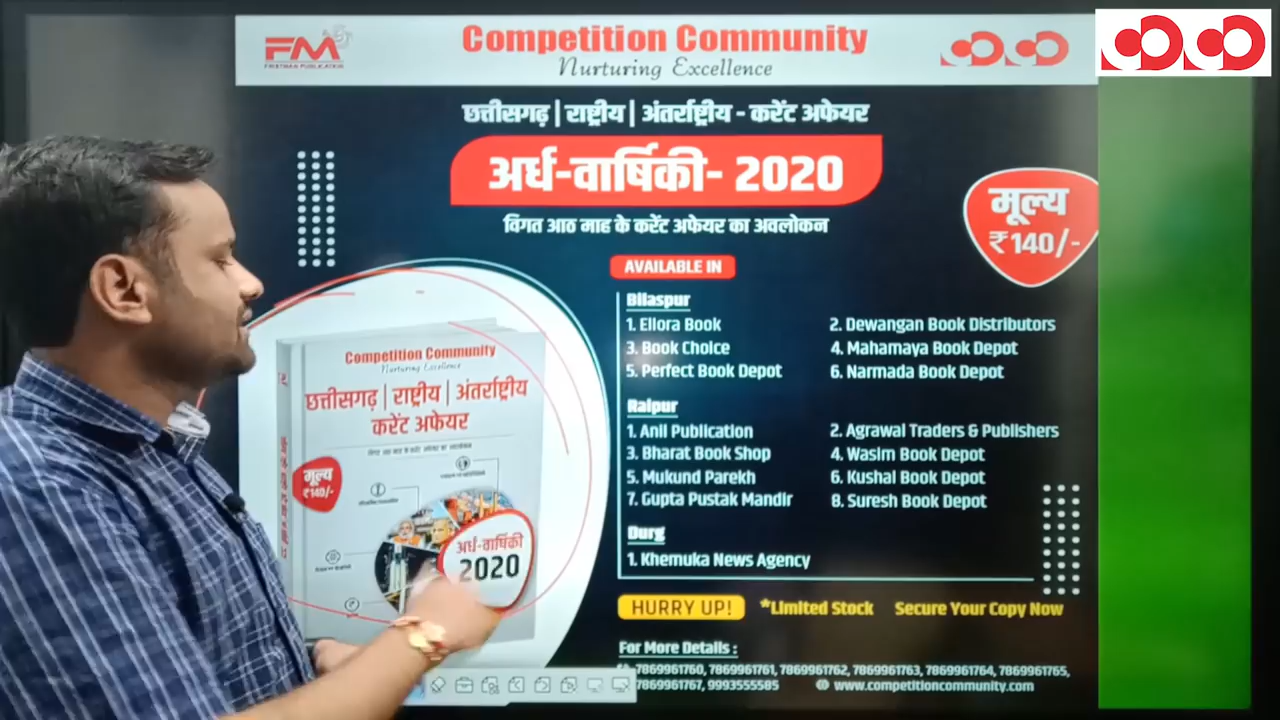 FM
Competition Community
Nurturing Excellence
छत्तीसगढ़ | राष्ट्रीय | अंतर्राष्ट्रीय - करेंट अफेयर
अर्ध-वार्षिकी- 2020
विगत आठ माह के करेंट अफेयर का अवलोकन
मूल्य
₹140/-
AVAILABLE IN
Bilaspur
1. Ellora Book
2. Dewangan Book Distributors
3. Book Choice
4. Mahamaya Book Depot
5. Perfect Book Depot
6. Narmada Book Depot
Raipur
1. Anil Publication
2. Agrawal Traders & Publishers
3. Bharat Book Shop
4. Wasim Book Depot
5. Mukund Parekh
6. Kushal Book Depot
7. Gupta Pustak Mandir
8. Suresh Book Depot
Durg
1. Khemuka News Agency
HURRY UP!
*Limited Stock
Secure Your Copy Now
For More Details :
7869961760, 7869961761, 7869961762, 7869961763, 7869961764, 7869961765,
7869961767, 9993555585
www.competitioncommunity.com
Competition Community
Nurturing Excellence
छत्तीसगढ़ | राष्ट्रीय | अंतर्राष्ट्रीय
करेंट अफेयर
मूल्य
₹140/-
अर्ध-वार्षिकी
2020